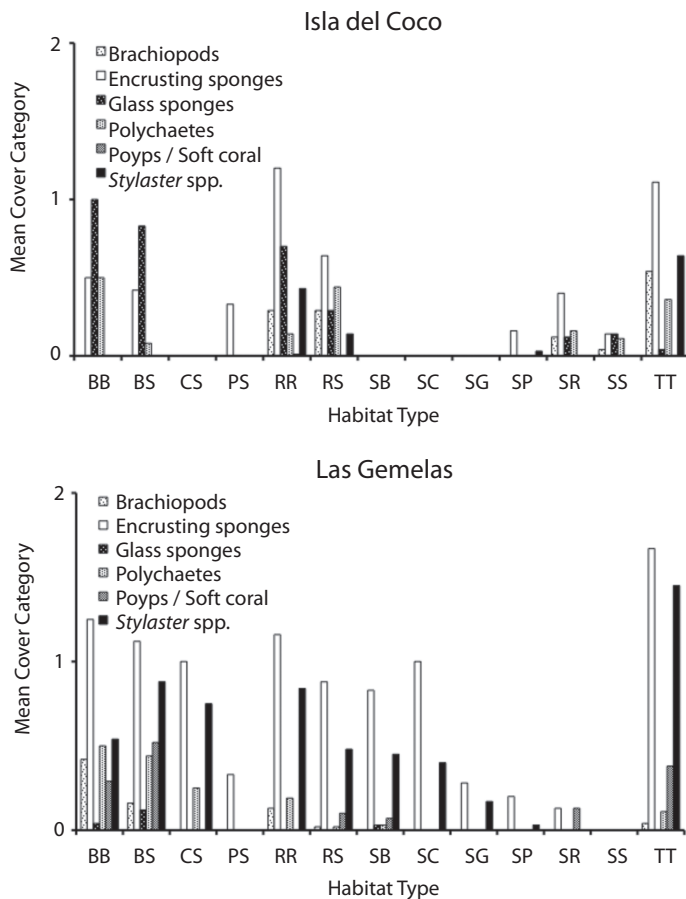 Isla del Coco
2
Brachiopods
Encrusting sponges
Glass sponges
Polychaetes
Poyps / Soft coral
Stylaster spp.
1
0
Mean Cover Category
BB BS CS PS RR RS SB SC SG SP SR SS TT
Habitat Type
Las Gemelas
2
Brachiopods
Encrusting sponges
Glass sponges
Polychaetes
Poyps / Soft coral
Stylaster spp.
1
0
Mean Cover Category
BB BS CS PS RR RS SB SC SG SP SR SS TT
Habitat Type